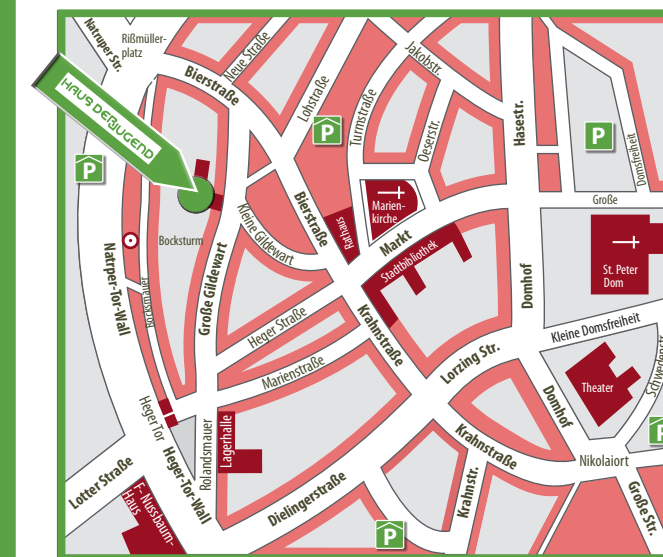 Natruper Str.
Rißmüller-
platz
Neue Straße
Bierstraße
Lohstraße
Turmstraße
Jakobstr.
Oeserstr.
Hasestr.
P
P
Domsfreiheit
HAUS DER JUGEND
P
Marien-
kirche
Große
Bierstraße
Rathaus
Markt
Kleine Gildewart
Bocksturm
Stadtbibliothek
St. Peter
Dom
Natrper-Tor-Wall
Bocksmauer
Große Gildewart
Domhof
Heger Straße
Krahnstraße
Kleine Domsfreiheit
Marienstraße
Lorzing Str.
Theater
Domhof
Heger Tor
Rolandsmauer
Lagerhalle
Heger-Tor-Wall
Krahnstraße
Nikolaiort
P
Lotter Straße
F.-Nussbaum-
Haus
Dielingerstraße
Krahnstr.
Große Str.
P